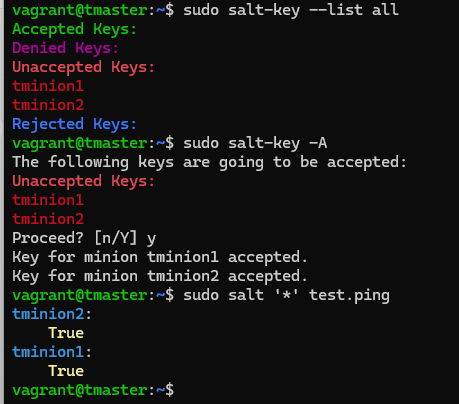 vagrant@tmaster:~$ sudo salt-key --list all
Accepted Keys:
Denied Keys:
Unaccepted Keys:
tminion1
tminion2
Rejected Keys:
vagrant@tmaster:~$ sudo salt-key -A
The following keys are going to be accepted:
Unaccepted Keys:
tminion1
tminion2
Proceed? [n/Y] y
Key for minion tminion1 accepted.
Key for minion tminion2 accepted.
vagrant@tmaster:~$ sudo salt '*' test.ping
tminion2:
    True
tminion1:
    True
vagrant@tmaster:~$